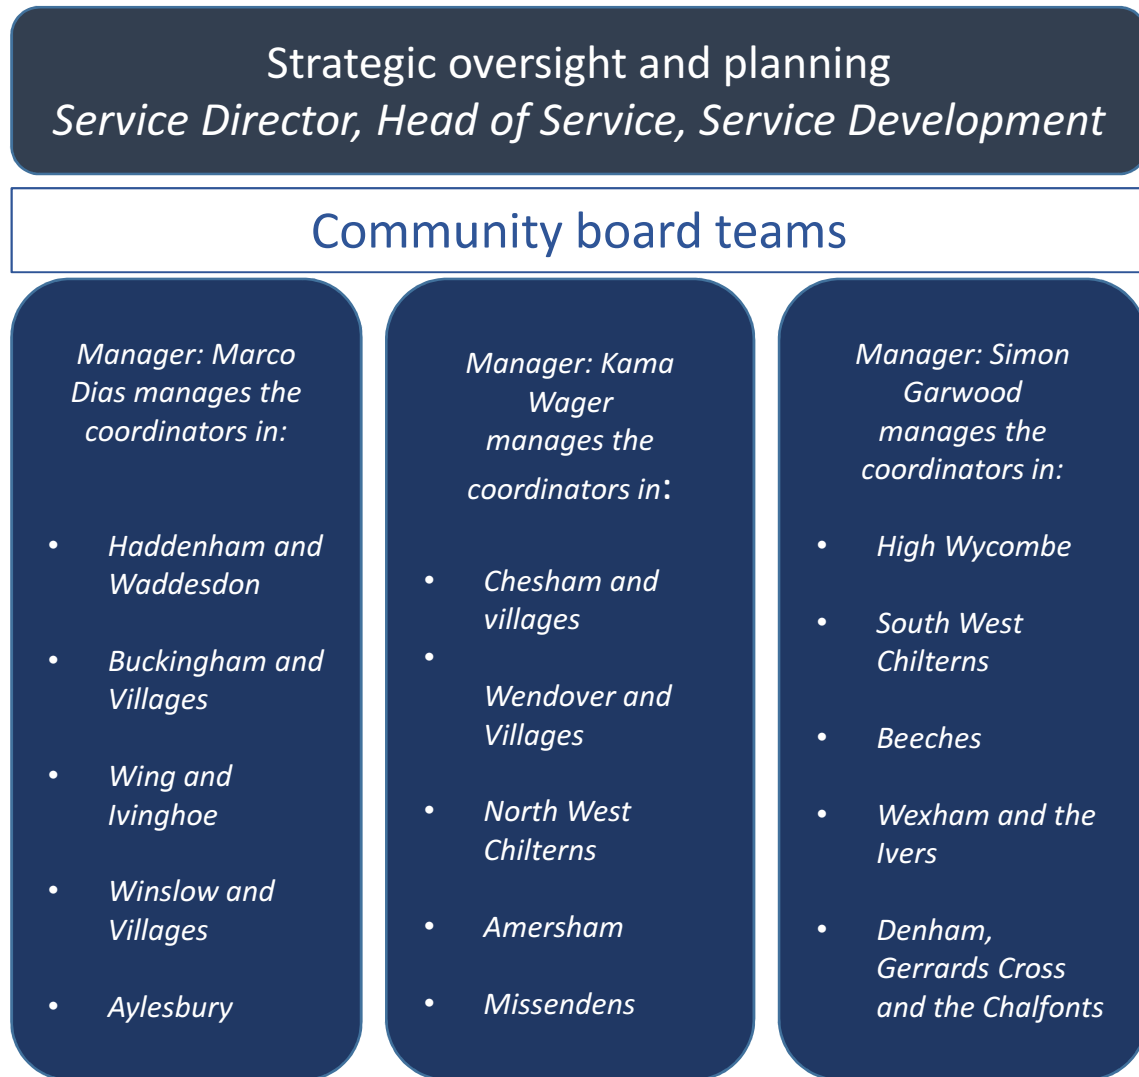 Strategic oversight and planning
Service Director, Head of Service, Service Development
Community board teams
Manager: Marco
Dias manages the
coordinators in:
• Haddenham and
Waddesdon
• Buckingham and
Villages
• Wing and
Ivinghoe
• Winslow and
Villages
• Aylesbury
Manager: Kama
Wager
manages the
coordinators in:
• Chesham and
villages
•
Wendover and
Villages
• North West
Chilterns
• Amersham
• Missendens
Manager: Simon
Garwood
manages the
coordinators in:
• High Wycombe
• South West
Chilterns
• Beeches
• Wexham and the
Ivers
• Denham,
Gerrards Cross
and the Chalfonts